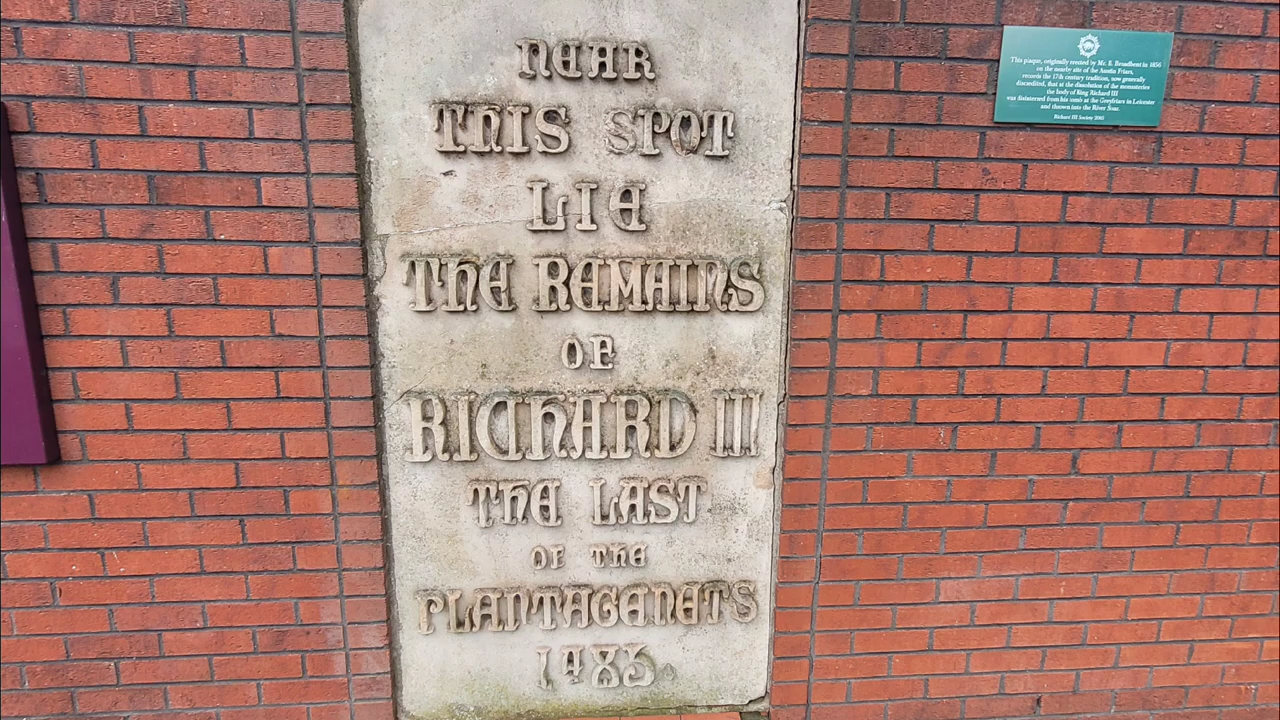 NEAR
THIS SPOT
LIE
THE REMAINS
OF
RICHARD III
THE LAST
OF THE
PLANTAGENETS
1485
This plaque, originally erected by Mr. B. Broadbent in 1856
on the nearby site of the Austin Friars,
records the 17th century tradition, now generally
discredited, that at the dissolution of the monasteries
the body of King Richard III
was disinterred from his tomb at the Greyfriars in Leicester
and thrown into the River Soar.
Richard III Society 2005